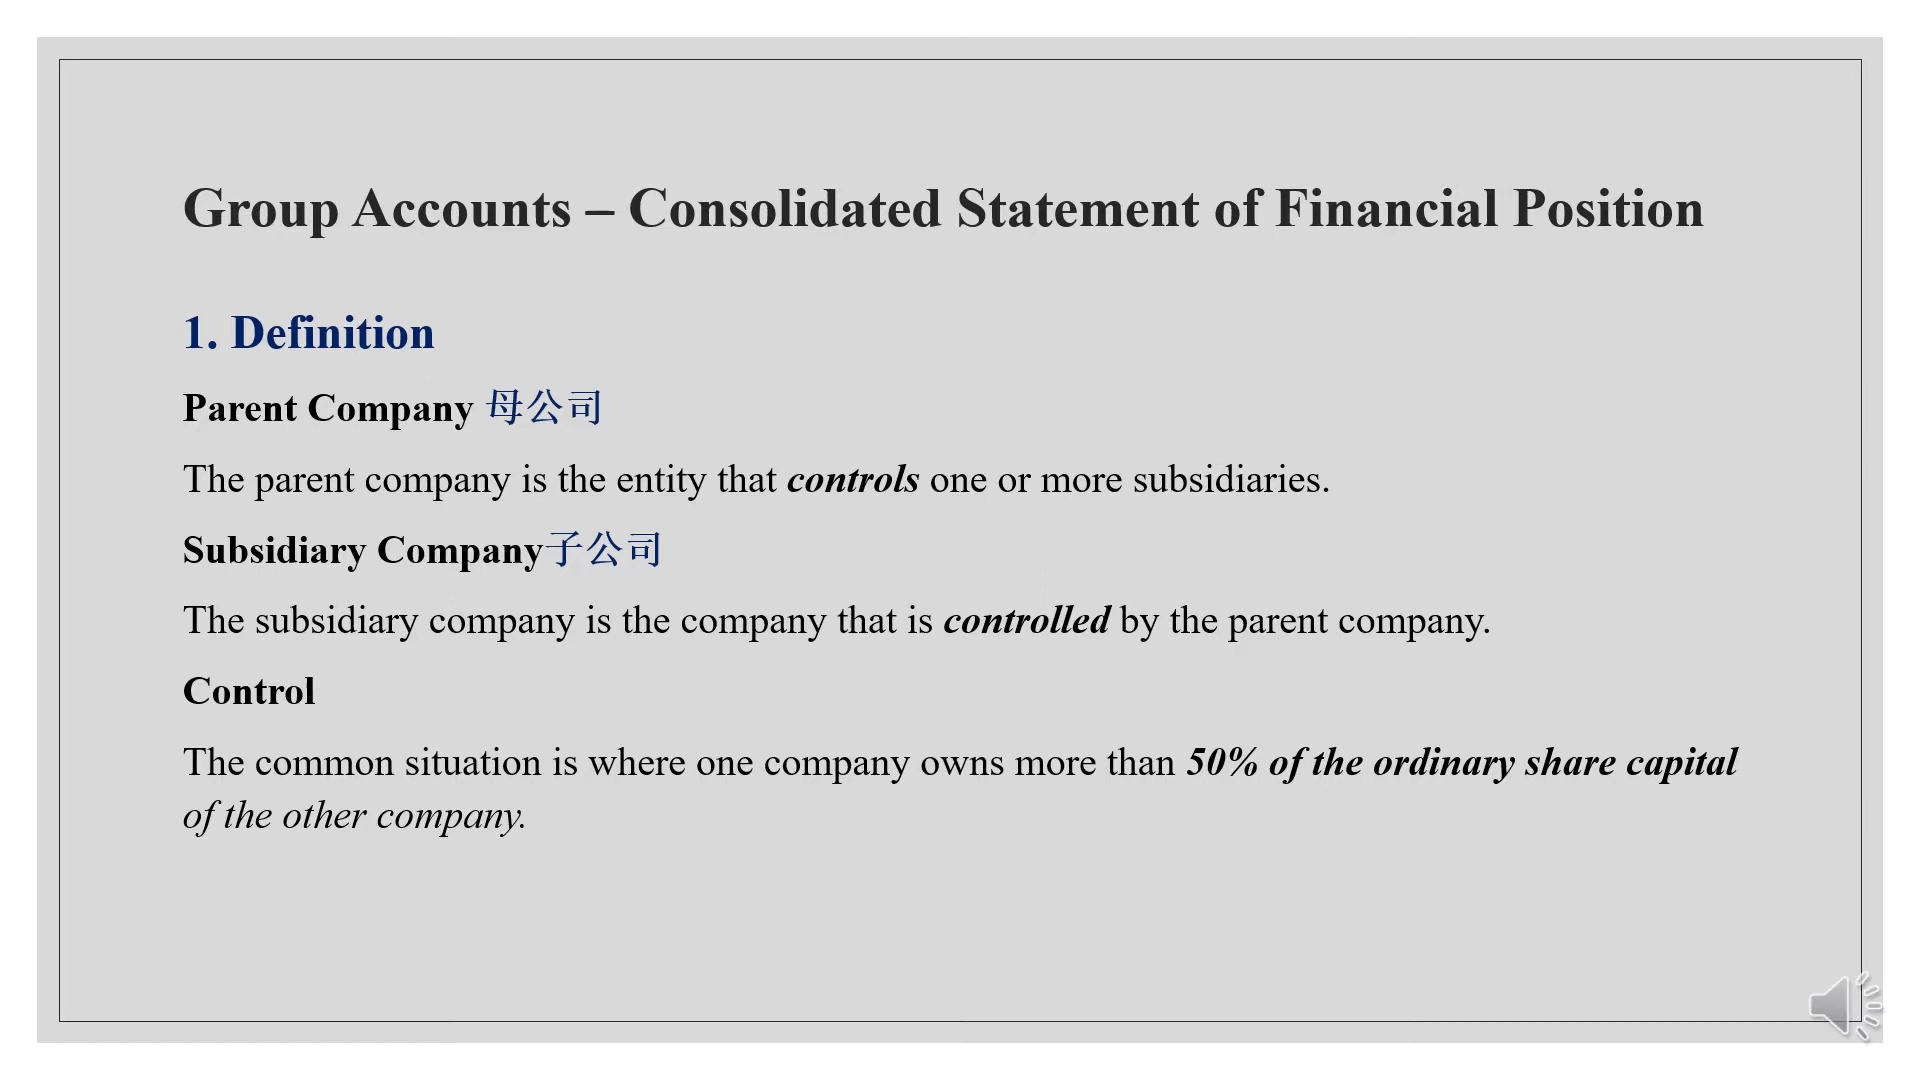 Group Accounts – Consolidated Statement of Financial Position
1. Definition
Parent Company 母公司
The parent company is the entity that controls one or more subsidiaries.
Subsidiary Company子公司
The subsidiary company is the company that is controlled by the parent company.
Control
The common situation is where one company owns more than 50% of the ordinary share capital
of the other company.